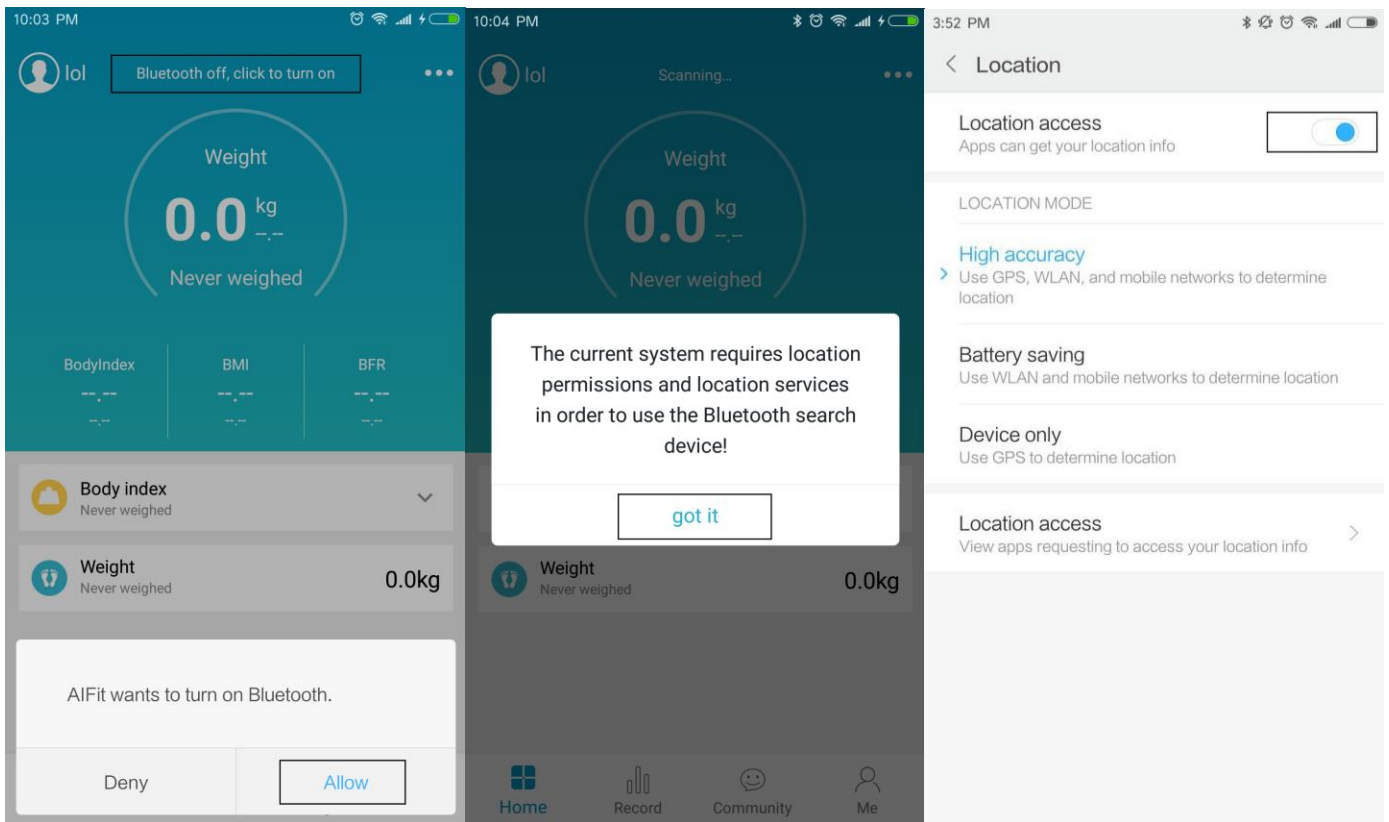 10:03 PM
lol
Bluetooth off, click to turn on
Weight
0.0 kg
--.--
Never weighed
BodyIndex BMI BFR
--.-- --.-- --.--
--.-- --.-- --.--
Body index
Never weighed
Weight
Never weighed
0.0kg
AIFit wants to turn on Bluetooth.
Deny Allow
10:04 PM
lol
Scanning...
Weight
0.0 kg
--.--
Never weighed
The current system requires location
permissions and location services
in order to use the Bluetooth search
device!
got it
Weight
Never weighed
0.0kg
Home Record Community Me
3:52 PM
Location
Location access
Apps can get your location info
LOCATION MODE
High accuracy
Use GPS, WLAN, and mobile networks to determine
location
Battery saving
Use WLAN and mobile networks to determine location
Device only
Use GPS to determine location
Location access
View apps requesting to access your location info